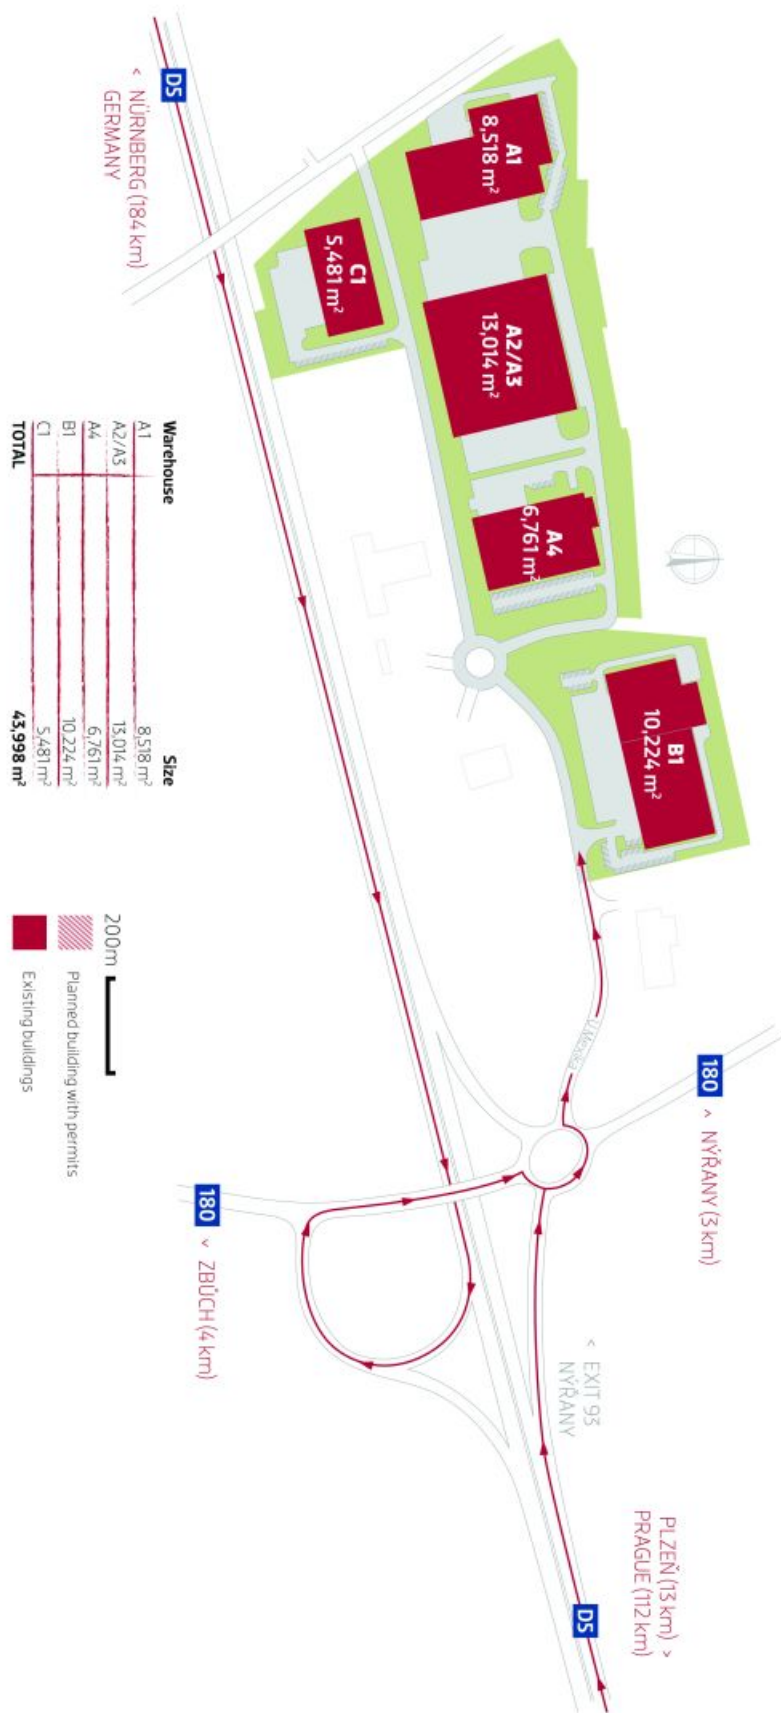 D5
< NÜRNBERG (184 km)
GERMANY
A1
8,518 m²
C1
5,481 m²
A2/A3
13,014 m²
A4
6,761 m²
B1
10,224 m²
U Nováka
180
^ NÝŘANY (3 km)
180
˅ ZBŮCH (4 km)
< EXIT 93
NÝŘANY
PLZEŇ (13 km) >
PRAGUE (112 km)
D5
Warehouse Size
A1 8,518 m²
A2/A3 13,014 m²
A4 6,761 m²
B1 10,224 m²
C1 5,481 m²
TOTAL 43,998 m²
200m
Planned building with permits
Existing buildings